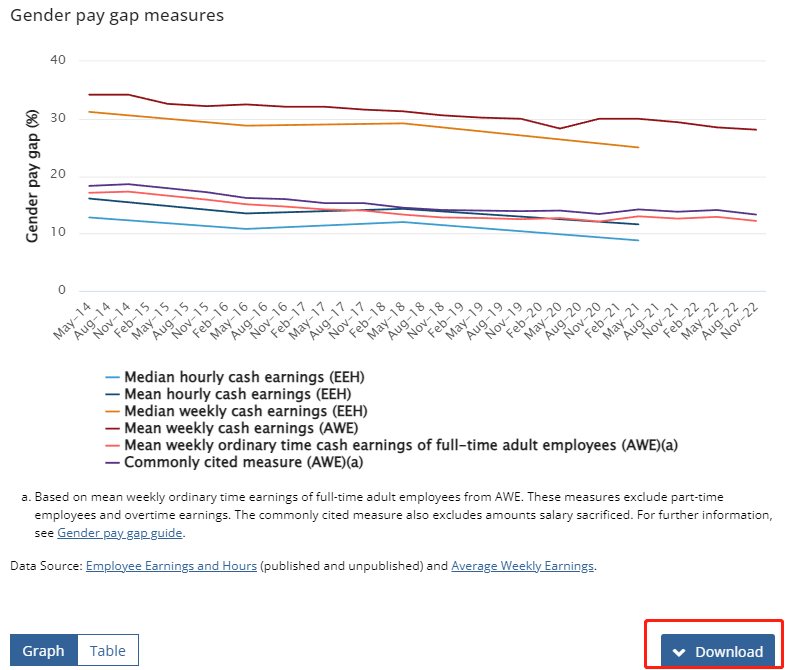 Gender pay gap measures
40
30
20
10
0
Gender pay gap (%)
May-14
Aug-14
Nov-14
Feb-15
May-15
Aug-15
Nov-15
Feb-16
May-16
Aug-16
Nov-16
Feb-17
May-17
Aug-17
Nov-17
Feb-18
May-18
Aug-18
Nov-18
Feb-19
May-19
Aug-19
Nov-19
Feb-20
May-20
Aug-20
Nov-20
Feb-21
May-21
Aug-21
Nov-21
Feb-22
May-22
Aug-22
Nov-22
Median hourly cash earnings (EEH)
Mean hourly cash earnings (EEH)
Median weekly cash earnings (EEH)
Mean weekly cash earnings (AWE)
Mean weekly ordinary time cash earnings of full-time adult employees (AWE)(a)
Commonly cited measure (AWE)(a)
a. Based on mean weekly ordinary time earnings of full-time adult employees from AWE. These measures exclude part-time
employees and overtime earnings. The commonly cited measure also excludes amounts salary sacrificed. For further information,
see Gender pay gap guide.
Data Source: Employee Earnings and Hours (published and unpublished) and Average Weekly Earnings.
Graph Table Download